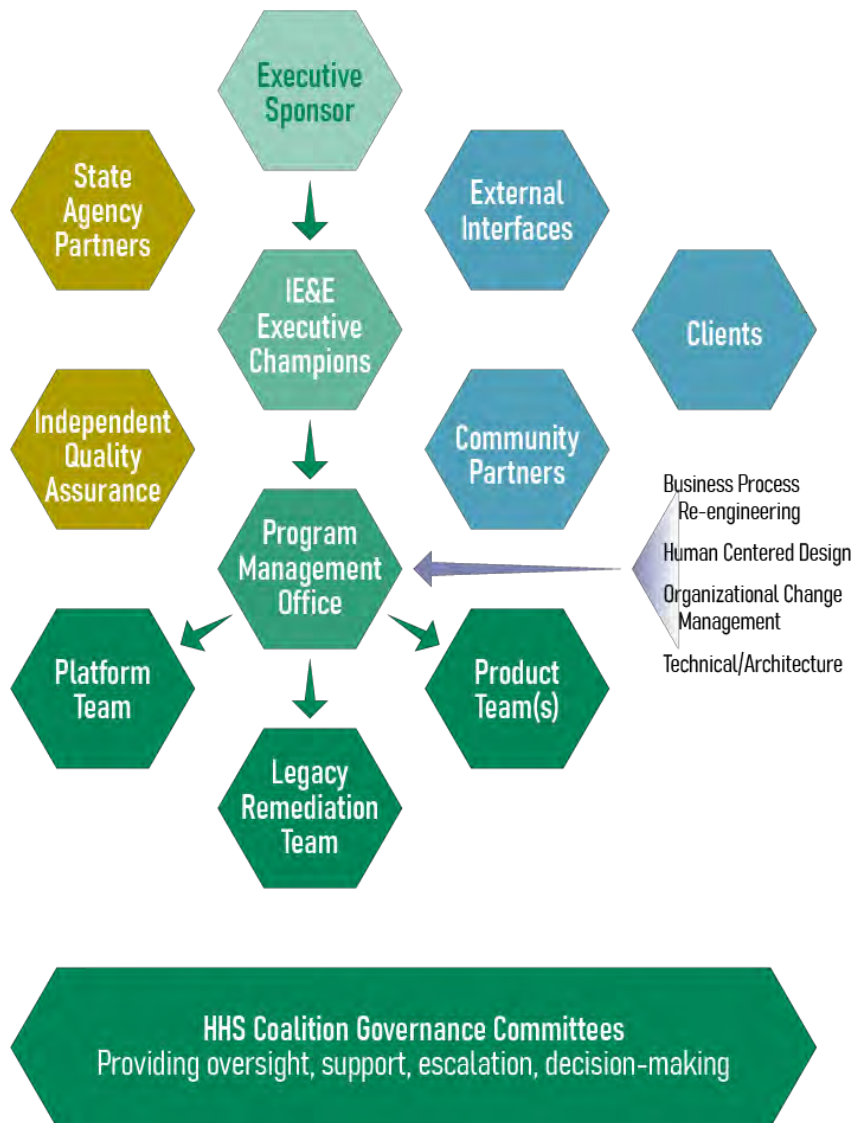 Executive
Sponsor
State
Agency
Partners
External
Interfaces
IE&E
Executive
Champions
Clients
Independent
Quality
Assurance
Community
Partners
Business Process
Re-engineering
Human Centered Design
Organizational Change
Management
Technical/Architecture
Program
Management
Office
Platform
Team
Product
Team(s)
Legacy
Remediation
Team
HHS Coalition Governance Committees
Providing oversight, support, escalation, decision-making